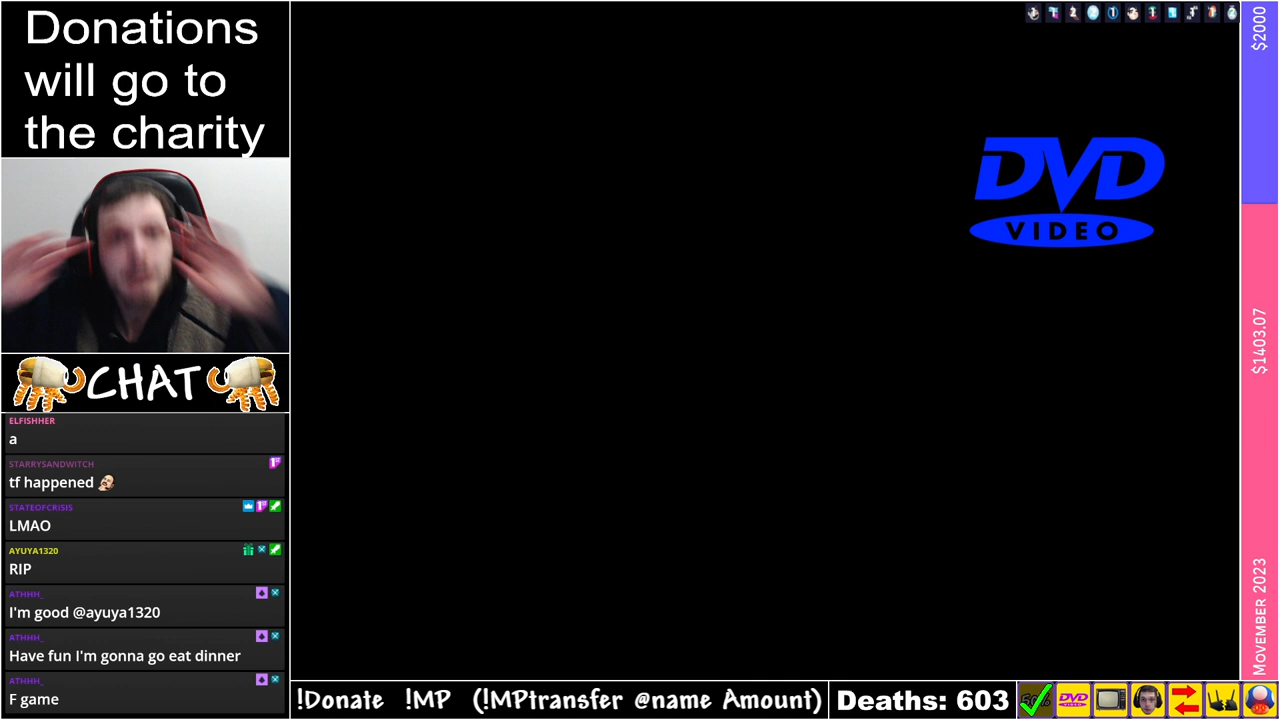 Donations
will go to
the charity
DVD
VIDEO
CHAT
ELFISHHER
a
STARRYSANDWITCH
tf happened
STATEOFCRISIS
LMAO
AYUYA1320
RIP
ATHHH_
I'm good @ayuya1320
ATHHH_
Have fun I'm gonna go eat dinner
ATHHH_
F game
!Donate !MP (!MPtransfer @name Amount)
Deaths: 603
DVD
$2000
$1403.07
MOVEMBER 2023